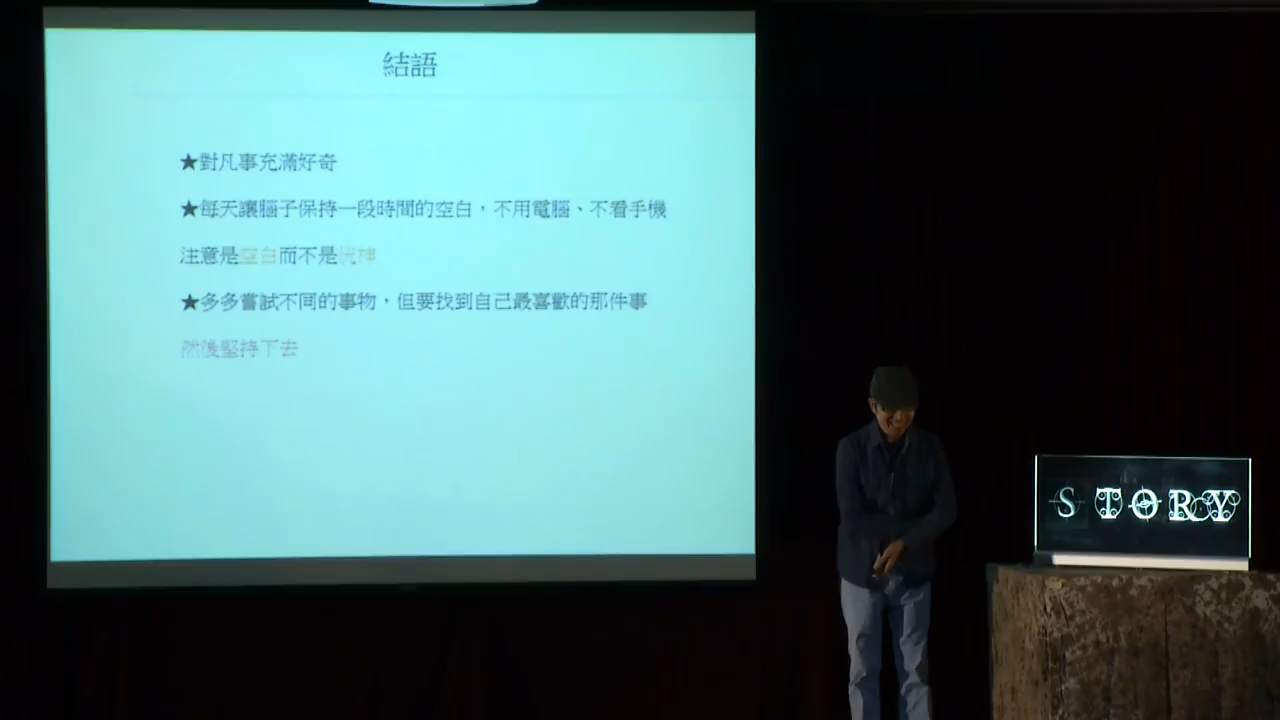 結語
★對凡事充滿好奇
★每天讓腦子保持一段時間的空白，不用電腦、不看手機
注意是空白而不是恍神
★多多嘗試不同的事物，但要找到自己最喜歡的那件事
然後堅持下去
STORY